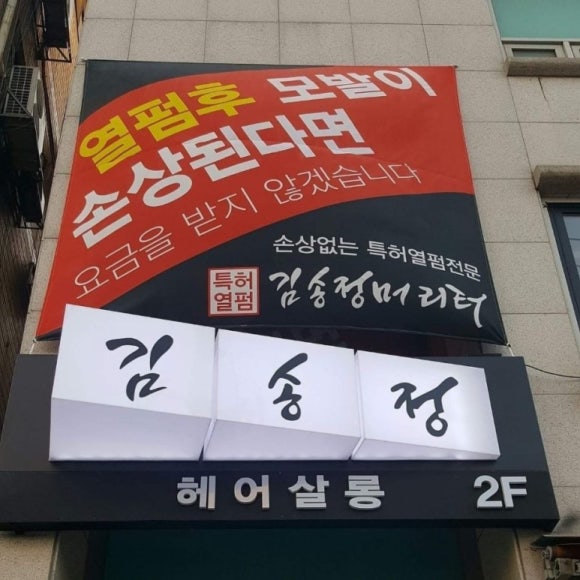 열펌후 모발이
손상된다면
요금을 받지 않겠습니다
손상없는 특허열펌전문
특허
열펌
김송정머리터
김송정
헤어살롱 2F